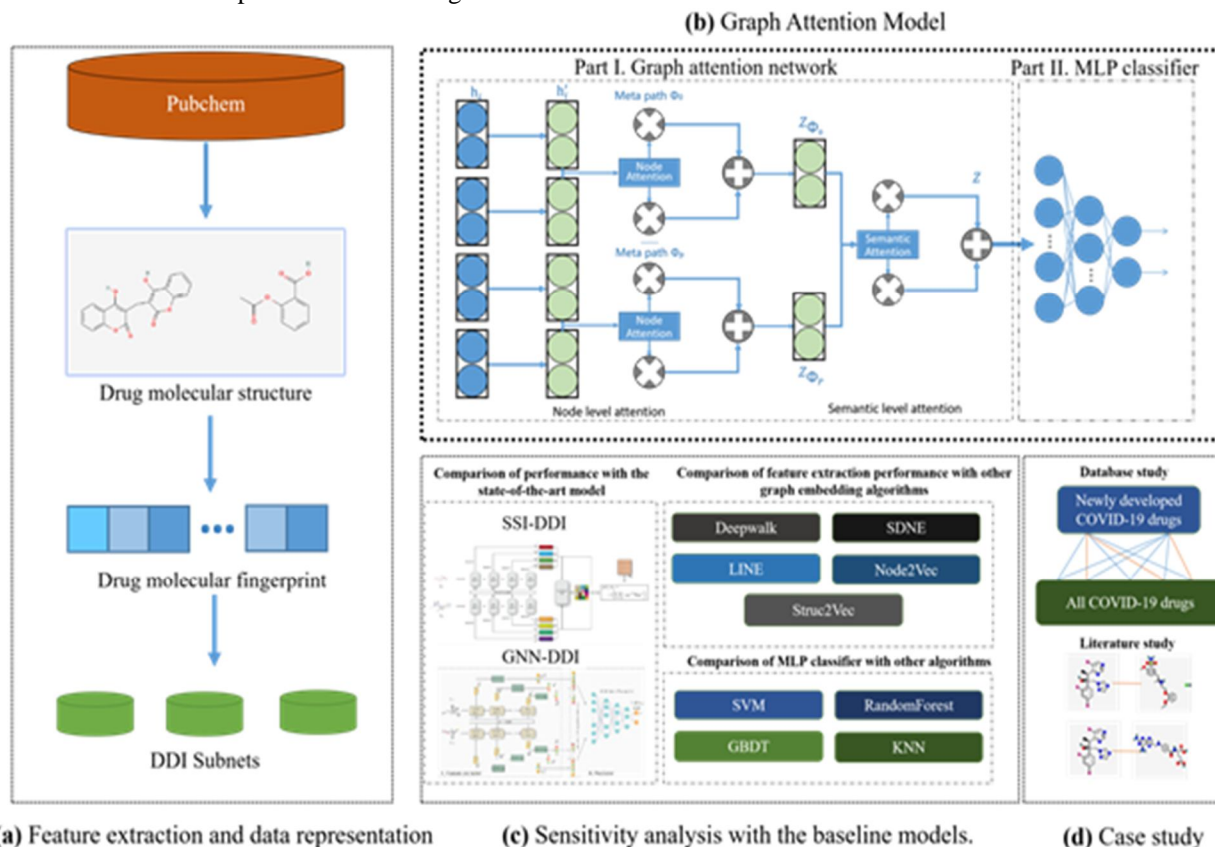 (b) Graph Attention Model
Pubchem
Drug molecular structure
Drug molecular fingerprint
DDI Subnets
Part I. Graph attention network
Part II. MLP classifier
Meta path
Node
Attention
Meta path
Node
Attention
Semantic
Attention
Z
Node level attention
Semantic level attention
Comparison of performance with the
state-of-the-art model
SSI-DDI
GNN-DDI
Comparison of feature extraction performance with other
graph embedding algorithms
Deepwalk
SDNE
LINE
Node2Vec
Struc2Vec
Comparison of MLP classifier with other algorithms
SVM
RandomForest
GBDT
KNN
Database study
Newly developed
COVID-19 drugs
All COVID-19 drugs
Literature study
(a) Feature extraction and data representation
(c) Sensitivity analysis with the baseline models.
(d) Case study